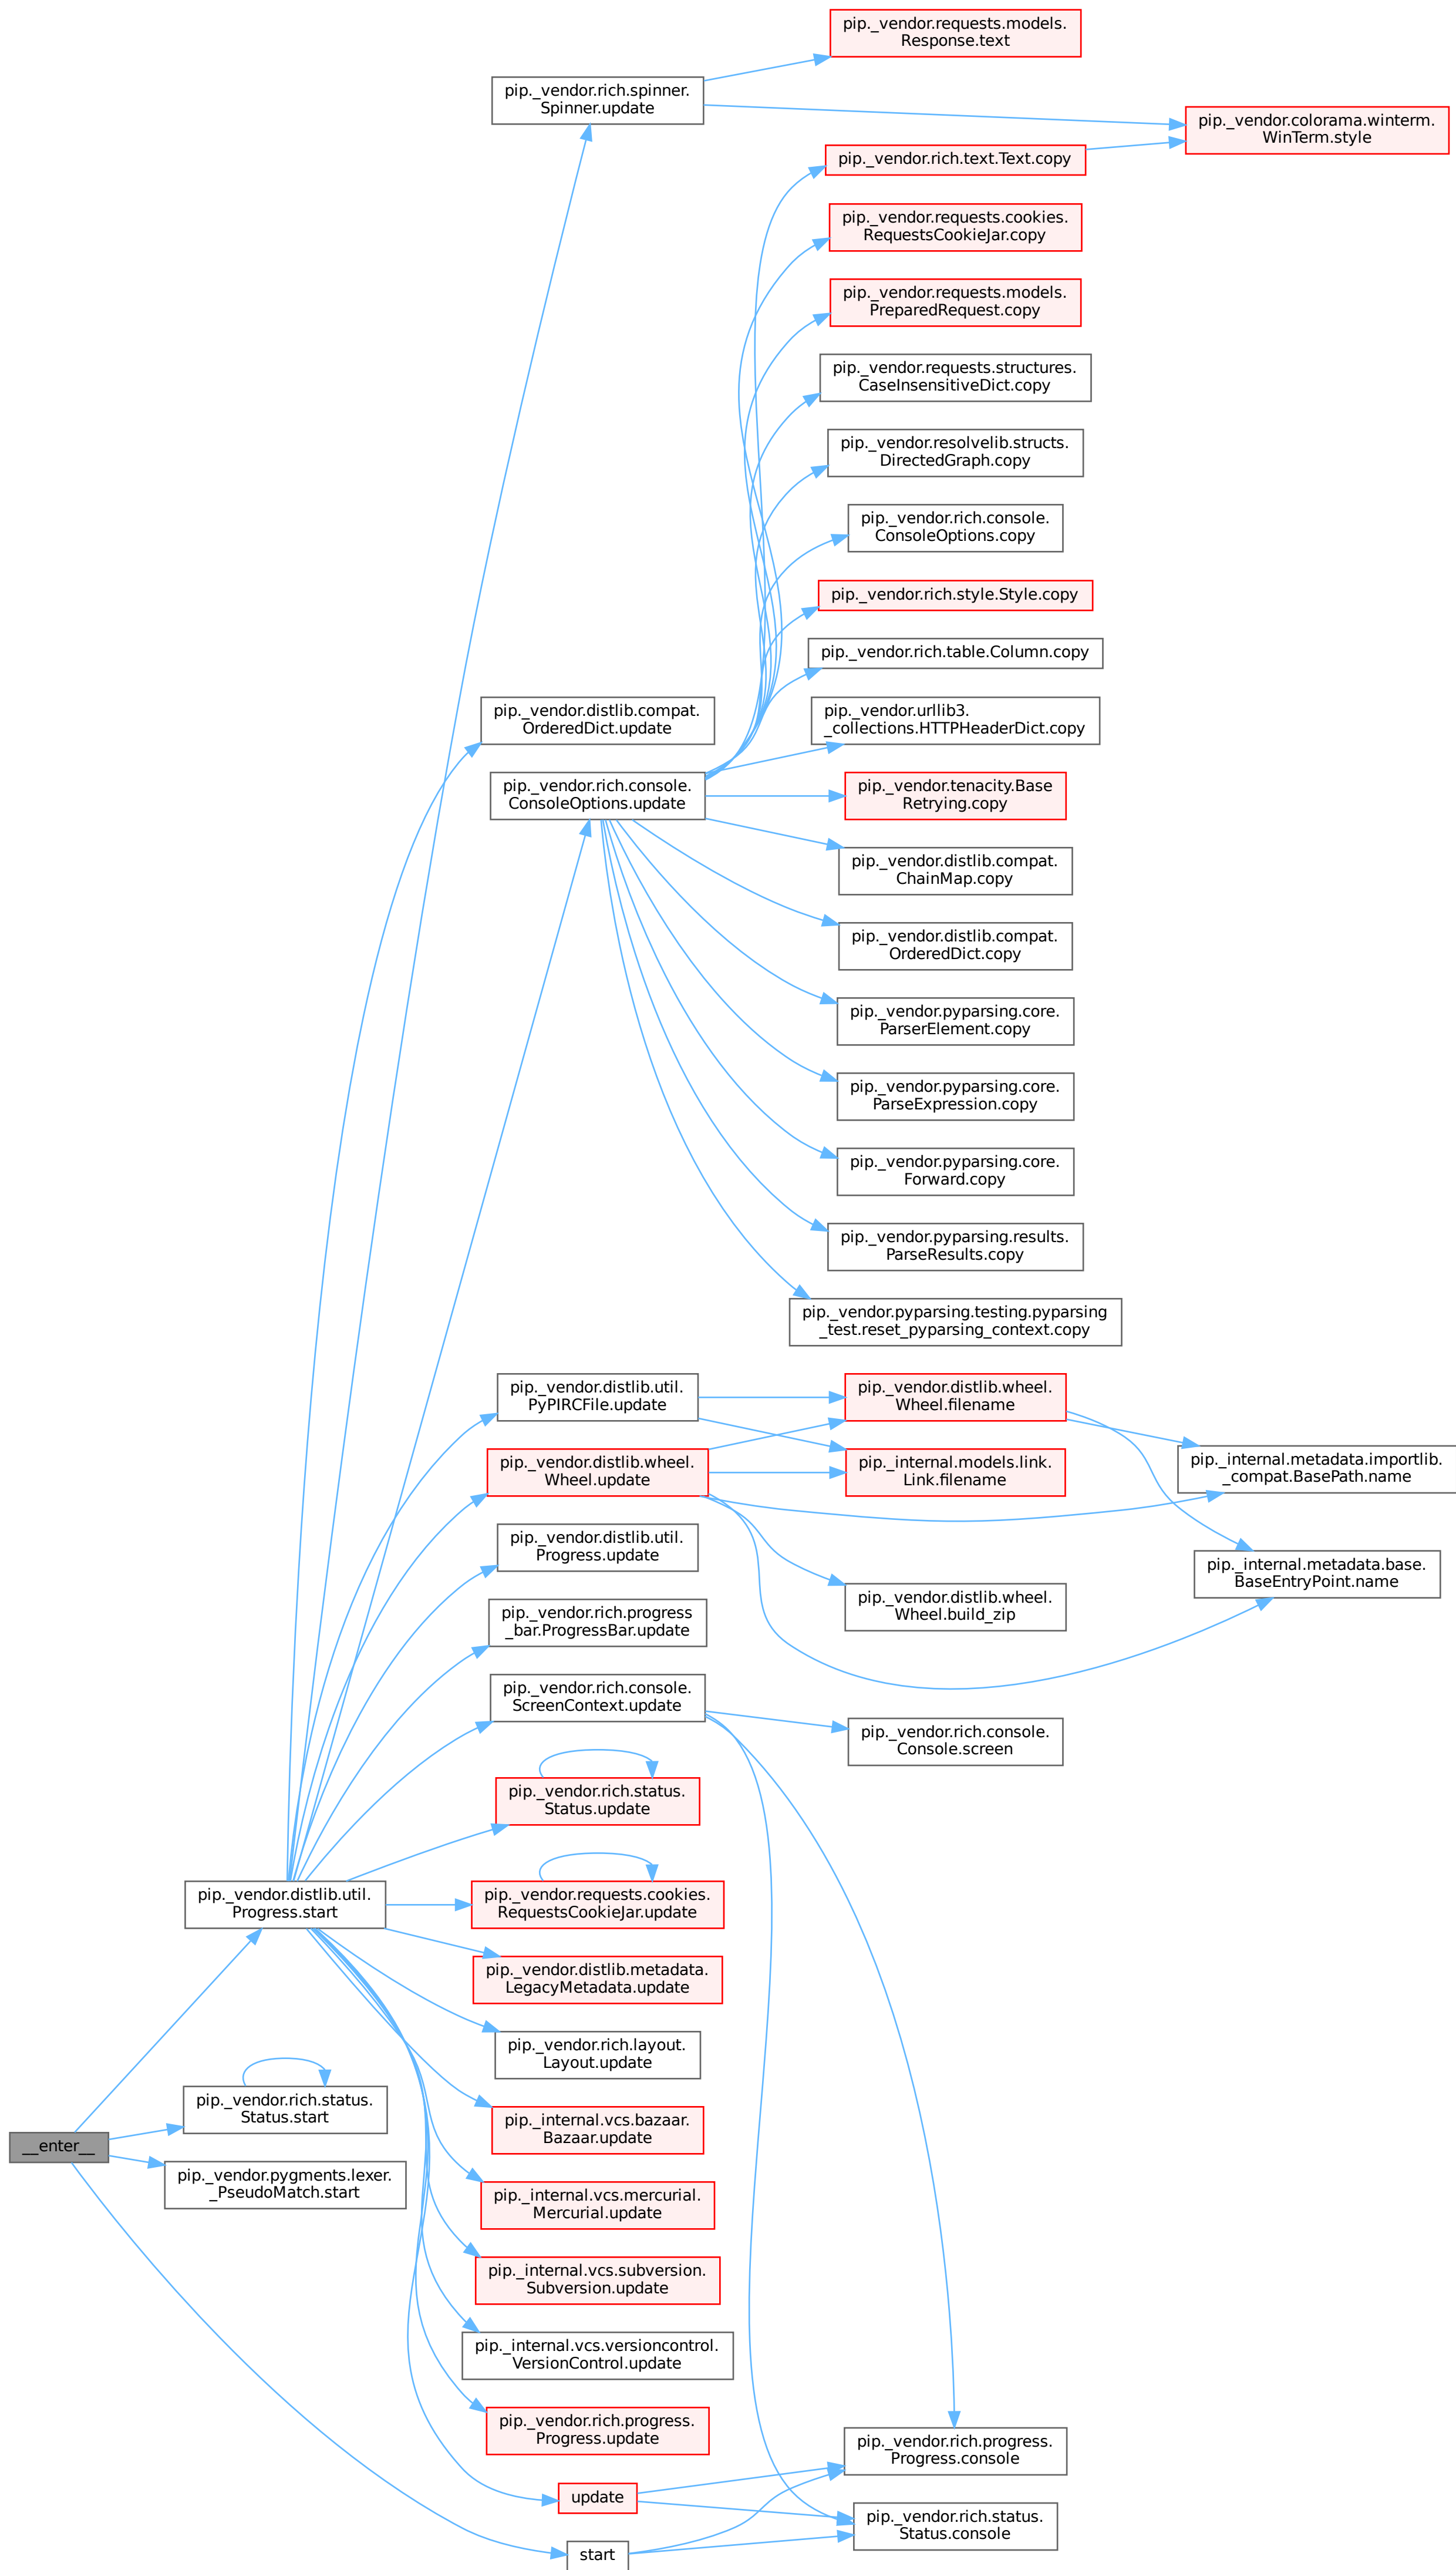 pip._vendor.requests.models.
Response.text
pip._vendor.rich.spinner.
Spinner.update
pip._vendor.colorama.winterm.
WinTerm.style
pip._vendor.rich.text.Text.copy
pip._vendor.requests.cookies.
RequestsCookieJar.copy
pip._vendor.requests.models.
PreparedRequest.copy
pip._vendor.requests.structures.
CaseInsensitiveDict.copy
pip._vendor.resolvelib.structs.
DirectedGraph.copy
pip._vendor.rich.console.
ConsoleOptions.copy
pip._vendor.rich.style.Style.copy
pip._vendor.rich.table.Column.copy
pip._vendor.distlib.compat.
OrderedDict.update
pip._vendor.urllib3.
_collections.HTTPHeaderDict.copy
pip._vendor.rich.console.
ConsoleOptions.update
pip._vendor.tenacity.Base
Retrying.copy
pip._vendor.distlib.compat.
ChainMap.copy
pip._vendor.distlib.compat.
OrderedDict.copy
pip._vendor.pyparsing.core.
ParserElement.copy
pip._vendor.pyparsing.core.
ParseExpression.copy
pip._vendor.pyparsing.core.
Forward.copy
pip._vendor.pyparsing.results.
ParseResults.copy
pip._vendor.pyparsing.testing.pyparsing
_test.reset_pyparsing_context.copy
pip._vendor.distlib.util.
PyPIRCFile.update
pip._vendor.distlib.wheel.
Wheel.filename
pip._vendor.distlib.wheel.
Wheel.update
pip._internal.models.link.
Link.filename
pip._internal.metadata.importlib.
_compat.BasePath.name
pip._vendor.distlib.util.
Progress.update
pip._internal.metadata.base.
BaseEntryPoint.name
pip._vendor.distlib.wheel.
Wheel.build_zip
pip._vendor.rich.progress
_bar.ProgressBar.update
pip._vendor.rich.console.
ScreenContext.update
pip._vendor.rich.console.
Console.screen
pip._vendor.rich.status.
Status.update
pip._vendor.distlib.util.
Progress.start
pip._vendor.requests.cookies.
RequestsCookieJar.update
pip._vendor.distlib.metadata.
LegacyMetadata.update
pip._vendor.rich.layout.
Layout.update
pip._vendor.rich.status.
Status.start
pip._internal.vcs.bazaar.
Bazaar.update
__enter__
pip._vendor.pygments.lexer.
_PseudoMatch.start
pip._internal.vcs.mercurial.
Mercurial.update
pip._internal.vcs.subversion.
Subversion.update
pip._internal.vcs.versioncontrol.
VersionControl.update
pip._vendor.rich.progress.
Progress.update
pip._vendor.rich.progress.
Progress.console
update
pip._vendor.rich.status.
Status.console
start